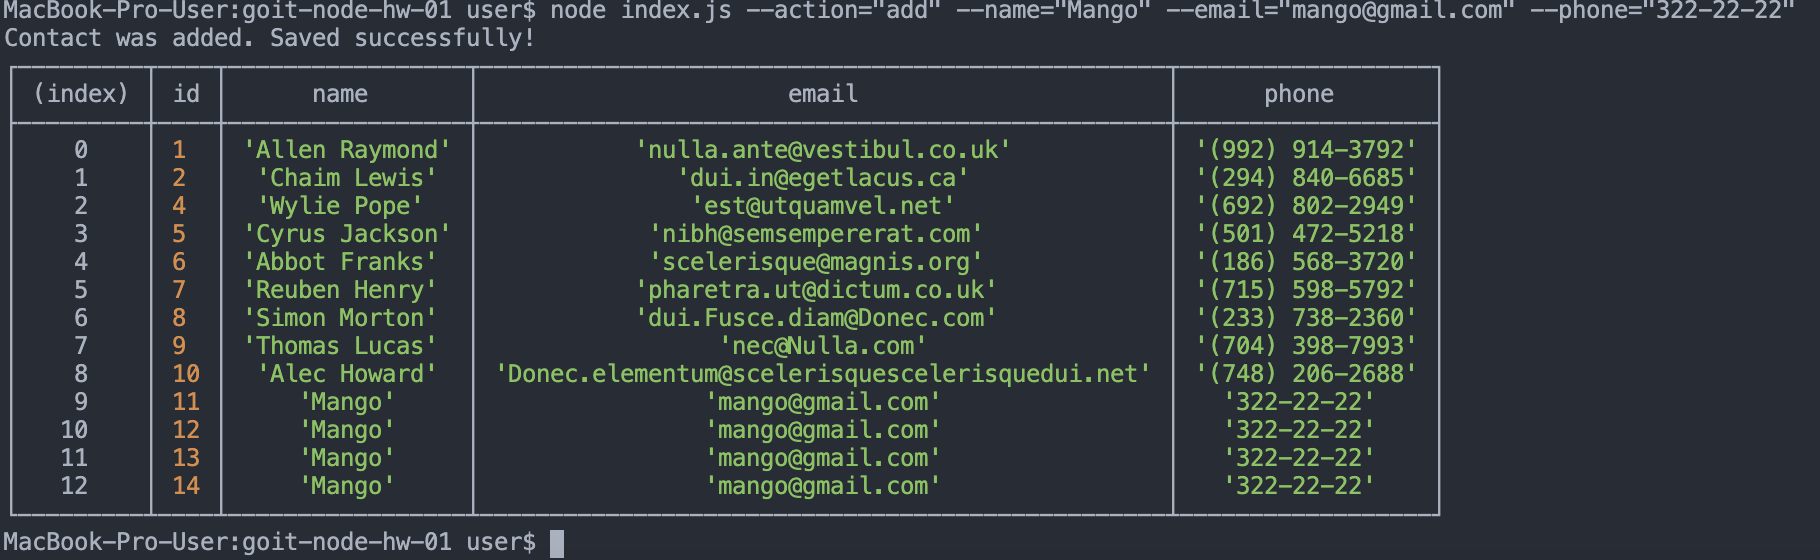 MacBook-Pro-User:goit-node-hw-01 user$ node index.js --action="add" --name="Mango" --email="mango@gmail.com" --phone="322-22-22"
Contact was added. Saved successfully!
(index) id name email phone
0 1 'Allen Raymond' 'nulla.ante@vestibul.co.uk' '(992) 914-3792'
1 2 'Chaim Lewis' 'dui.in@egetlacus.ca' '(294) 840-6685'
2 4 'Wylie Pope' 'est@utquamvel.net' '(692) 802-2949'
3 5 'Cyrus Jackson' 'nibh@semsempererat.com' '(501) 472-5218'
4 6 'Abbot Franks' 'scelerisque@magnis.org' '(186) 568-3720'
5 7 'Reuben Henry' 'pharetra.ut@dictum.co.uk' '(715) 598-5792'
6 8 'Simon Morton' 'dui.Fusce.diam@Donec.com' '(233) 738-2360'
7 9 'Thomas Lucas' 'nec@Nulla.com' '(704) 398-7993'
8 10 'Alec Howard' 'Donec.elementum@scelerisquescelerisquedui.net' '(748) 206-2688'
9 11 'Mango' 'mango@gmail.com' '322-22-22'
10 12 'Mango' 'mango@gmail.com' '322-22-22'
11 13 'Mango' 'mango@gmail.com' '322-22-22'
12 14 'Mango' 'mango@gmail.com' '322-22-22'
MacBook-Pro-User:goit-node-hw-01 user$